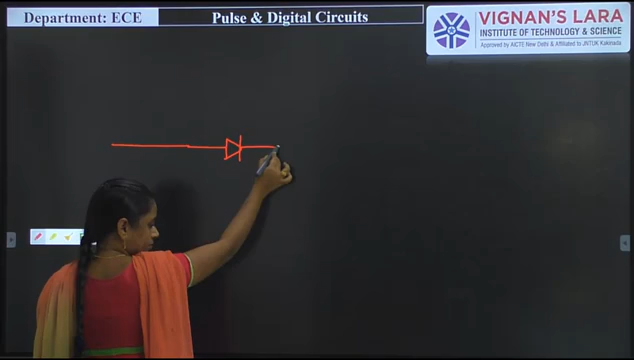 Department: ECE
Pulse & Digital Circuits
VIGNAN'S LARA
INSTITUTE OF TECHNOLOGY & SCIENCE
Approved by AICTE New Delhi & Affiliated to JNTUK Kakinada